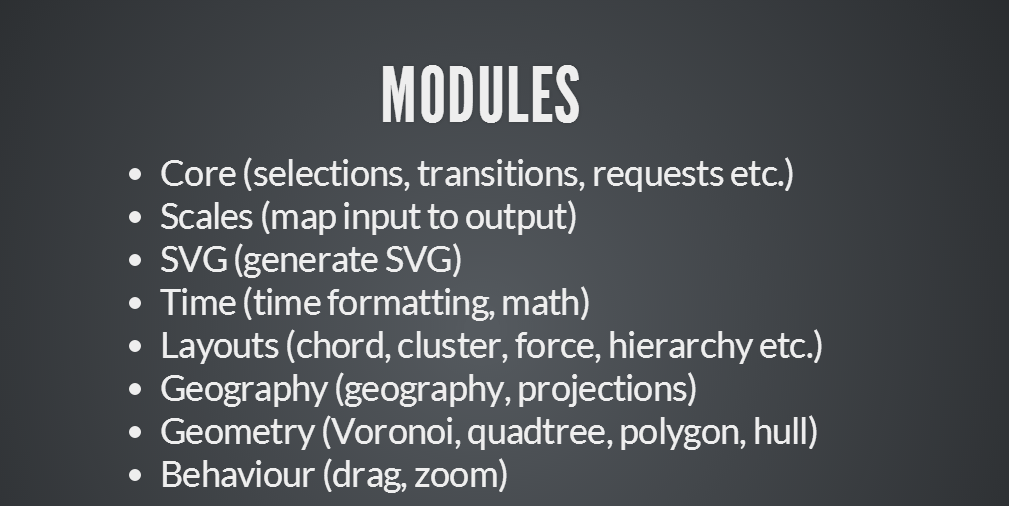 MODULES
• Core (selections, transitions, requests etc.)
• Scales (map input to output)
• SVG (generate SVG)
• Time (time formatting, math)
• Layouts (chord, cluster, force, hierarchy etc.)
• Geography (geography, projections)
• Geometry (Voronoi, quadtree, polygon, hull)
• Behaviour (drag, zoom)